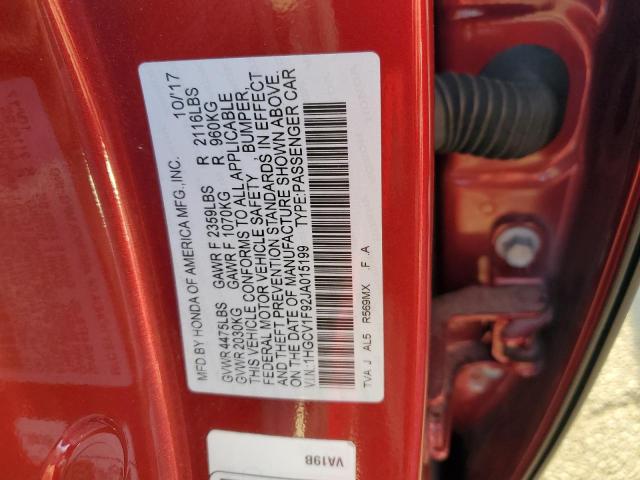 MFD.BY HONDA OF AMERICA MFG.,INC. 10/'17
GVWR 4475LBS GAWR F 2359LBS R 2116LBS
GVWR 2030KG GAWR F 1070KG R 960KG
THIS VEHICLE CONFORMS TO ALL APPLICABLE
FEDERAL MOTOR VEHICLE SAFETY , BUMPER,
AND THEFT PREVENTION STANDARDS IN EFFECT
ON THE DATE OF MANUFACTURE SHOWN ABOVE.
V.I.N. 1HGCV1F92JA015199 TYPE:PASSENGER CAR
TVA J AL5 R569MX .F .A
VA19B